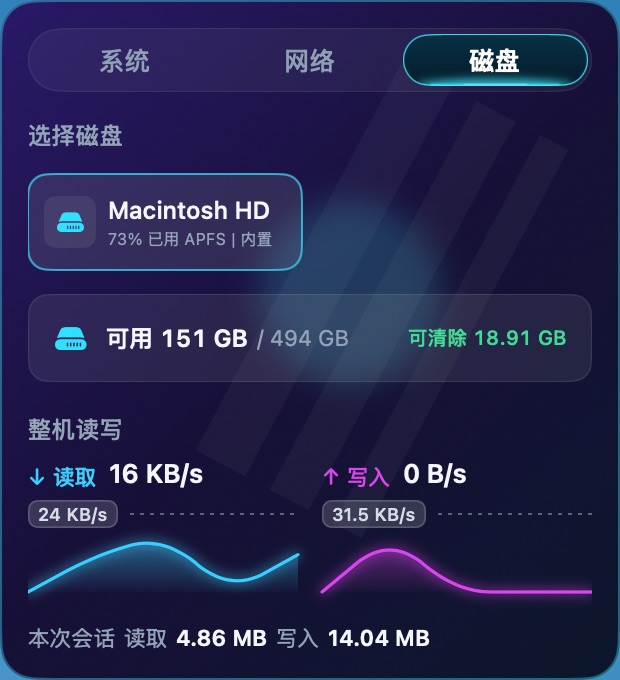 系统 网络 磁盘
选择磁盘
Macintosh HD
73% 已用 APFS | 内置
可用 151 GB / 494 GB 可清除 18.91 GB
整机读写
↓ 读取 16 KB/s ↑ 写入 0 B/s
24 KB/s 31.5 KB/s
本次会话 读取 4.86 MB 写入 14.04 MB